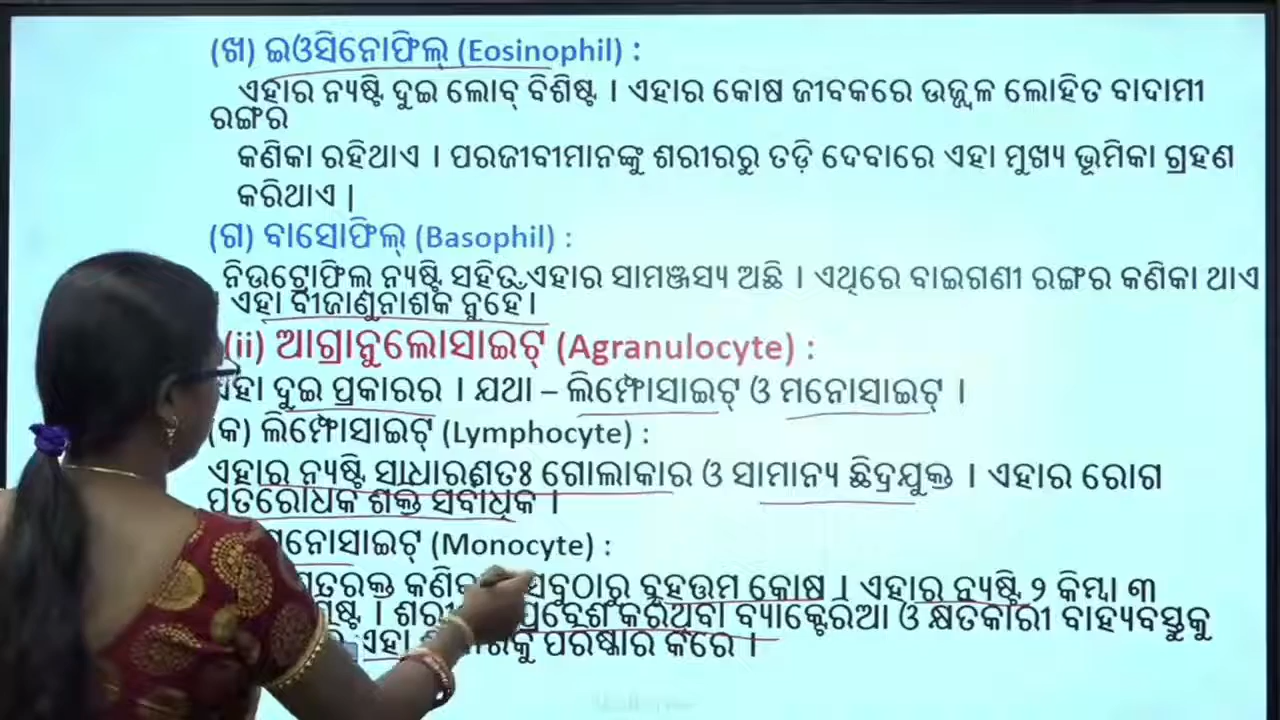 (ଖ) ଇଓସିନୋଫିଲ୍ (Eosinophil) :
ଏହାର ନ୍ୟଷ୍ଟି ଦୁଇ ଲୋବ୍ ବିଶିଷ୍ଟ । ଏହାର କୋଷ ଜୀବକରେ ଉଜ୍ଜ୍ୱଳ ଲୋହିତ ବାଦାମୀ
ରଙ୍ଗର
କଣିକା ରହିଥାଏ । ପରଜୀବୀମାନଙ୍କୁ ଶରୀରରୁ ତଡ଼ି ଦେବାରେ ଏହା ମୁଖ୍ୟ ଭୂମିକା ଗ୍ରହଣ
କରିଥାଏ |
(ଗ) ବାସୋଫିଲ୍ (Basophil) :
ନିଉଟ୍ରୋଫିଲ ନ୍ୟଷ୍ଟି ସହିତ ଏହାର ସାମଞ୍ଜସ୍ୟ ଅଛି । ଏଥିରେ ବାଇଗଣୀ ରଙ୍ଗର କଣିକା ଥାଏ
। ଏହା ବୀଜାଣୁନାଶକ ନୁହେଁ ।
(ii) ଆଗ୍ରାନୁଲୋସାଇଟ୍ (Agranulocyte) :
ଏହା ଦୁଇ ପ୍ରକାରର । ଯଥା – ଲିମ୍ଫୋସାଇଟ୍ ଓ ମନୋସାଇଟ୍ ।
(କ) ଲିମ୍ଫୋସାଇଟ୍ (Lymphocyte) :
ଏହାର ନ୍ୟଷ୍ଟି ସାଧାରଣତଃ ଗୋଲାକାର ଓ ସାମାନ୍ୟ ଛିଦ୍ରଯୁକ୍ତ । ଏହାର ରୋଗ
ପ୍ରତିରୋଧକ ଶକ୍ତି ସର୍ବାଧିକ ।
ମନୋସାଇଟ୍ (Monocyte) :
ସବୁଠାରୁ ବୃହତ୍ତମ କୋଷ । ଏହାର ନ୍ୟଷ୍ଟି ୨ କିମ୍ବା ୩
ପ୍ରବେଶ କରିଥିବା ବ୍ୟାକ୍ଟେରିଆ ଓ କ୍ଷତିକାରୀ ବାହ୍ୟବସ୍ତୁକୁ
ଏହା ପରିଷ୍କାର କରେ ।